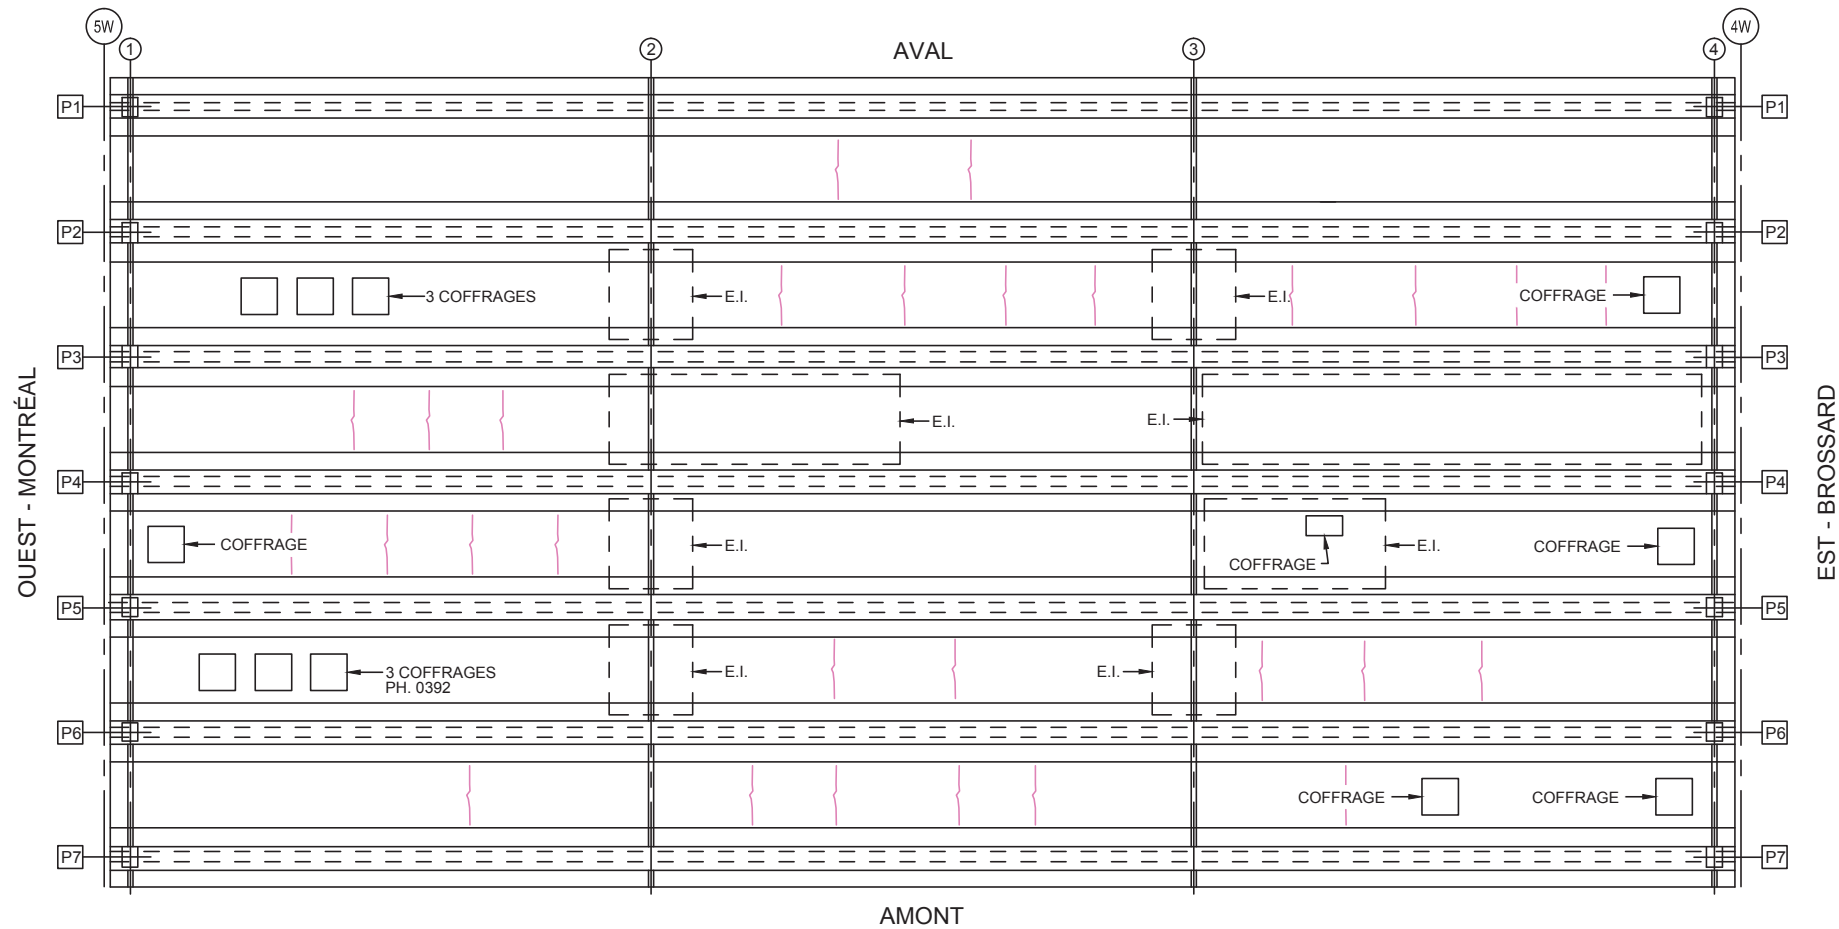 5W
4W
1
2
3
4
AVAL
P1
P1
P2
P2
3 COFFRAGES
E.I.
E.I.
COFFRAGE
P3
P3
OUEST - MONTRÉAL
E.I.
E.I.
EST - BROSSARD
P4
P4
COFFRAGE
E.I.
COFFRAGE
E.I.
COFFRAGE
P5
P5
3 COFFRAGES
PH. 0392
E.I.
E.I.
P6
P6
COFFRAGE
COFFRAGE
P7
P7
AMONT